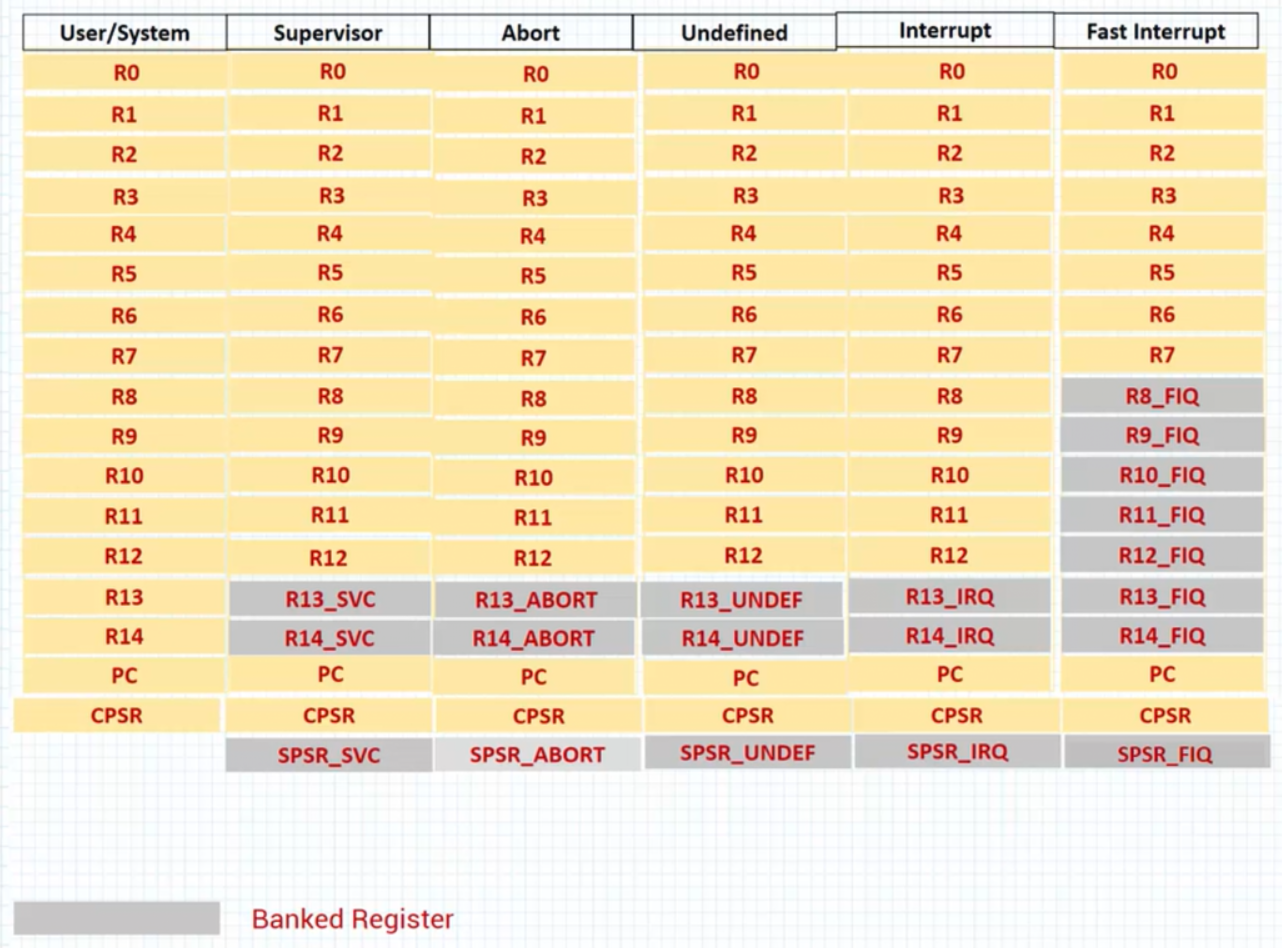 User/System Supervisor Abort Undefined Interrupt Fast Interrupt
R0 R0 R0 R0 R0 R0
R1 R1 R1 R1 R1 R1
R2 R2 R2 R2 R2 R2
R3 R3 R3 R3 R3 R3
R4 R4 R4 R4 R4 R4
R5 R5 R5 R5 R5 R5
R6 R6 R6 R6 R6 R6
R7 R7 R7 R7 R7 R7
R8 R8 R8 R8 R8 R8_FIQ
R9 R9 R9 R9 R9 R9_FIQ
R10 R10 R10 R10 R10 R10_FIQ
R11 R11 R11 R11 R11 R11_FIQ
R12 R12 R12 R12 R12 R12_FIQ
R13 R13_SVC R13_ABORT R13_UNDEF R13_IRQ R13_FIQ
R14 R14_SVC R14_ABORT R14_UNDEF R14_IRQ R14_FIQ
PC PC PC PC PC PC
CPSR CPSR CPSR CPSR CPSR CPSR
SPSR_SVC SPSR_ABORT SPSR_UNDEF SPSR_IRQ SPSR_FIQ
Banked Register